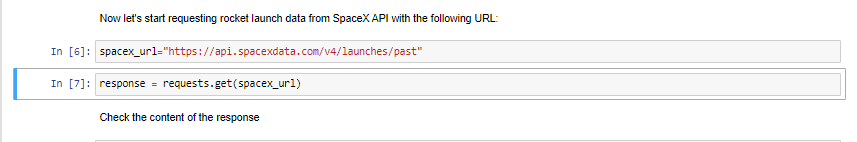 Now let's start requesting rocket launch data from SpaceX API with the following URL:
In [6]: spacex_url="https://api.spacexdata.com/v4/launches/past"
In [7]: response = requests.get(spacex_url)
Check the content of the response